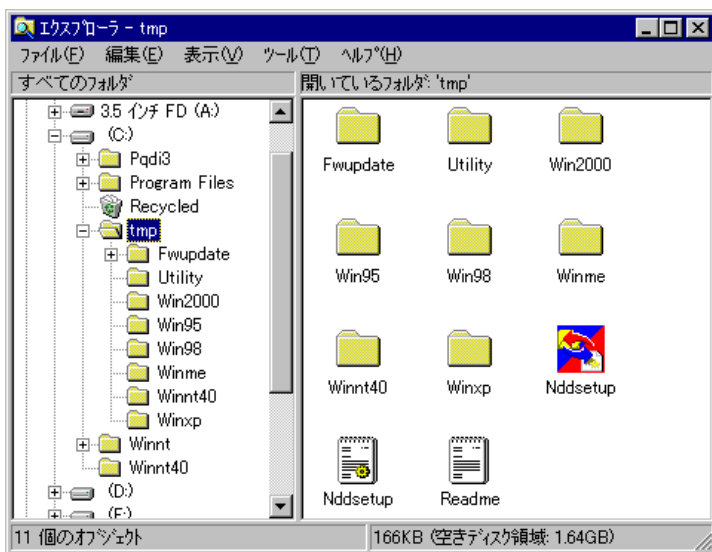 エクスプローラ - tmp
ファイル(F) 編集(E) 表示(V) ツール(T) ヘルプ(H)
すべてのフォルダ
開いているフォルダ: 'tmp'
3.5 インチ FD (A:)
(C:)
Pqdi3
Program Files
Recycled
tmp
Fwupdate
Utility
Win2000
Win95
Win98
Winme
Winnt40
Winxp
Winnt
Winnt40
(D:)
(E:)
Fwupdate Utility Win2000
Win95 Win98 Winme
Winnt40 Winxp Nddsetup
Nddsetup Readme
11 個のオブジェクト
166KB (空きディスク領域: 1.64GB)